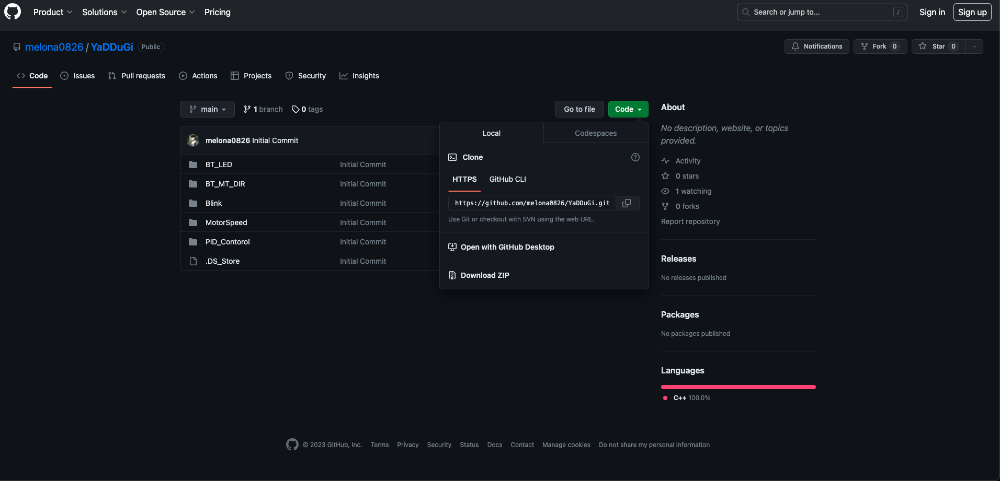 Product Solutions Open Source Pricing Search or jump to... / Sign in Sign up
melona0826 / YaDDuGi Public Notifications Fork 0 Star 0
Code Issues Pull requests Actions Projects Security Insights
main 1 branch 0 tags Go to file Code
melona0826 Initial Commit
BT_LED Initial Commit
BT_MT_DIR Initial Commit
Blink Initial Commit
MotorSpeed Initial Commit
PID_Contorol Initial Commit
.DS_Store Initial Commit
Local Codespaces
Clone
HTTPS GitHub CLI
https://github.com/melona0826/YaDDuGi.git
Use Git or checkout with SVN using the web URL.
Open with GitHub Desktop
Download ZIP
About
No description, website, or topics
provided.
Activity
0 stars
1 watching
0 forks
Report repository
Releases
No releases published
Packages
No packages published
Languages
C++ 100.0%
© 2023 GitHub, Inc. Terms Privacy Security Status Docs Contact Manage cookies Do not share my personal information